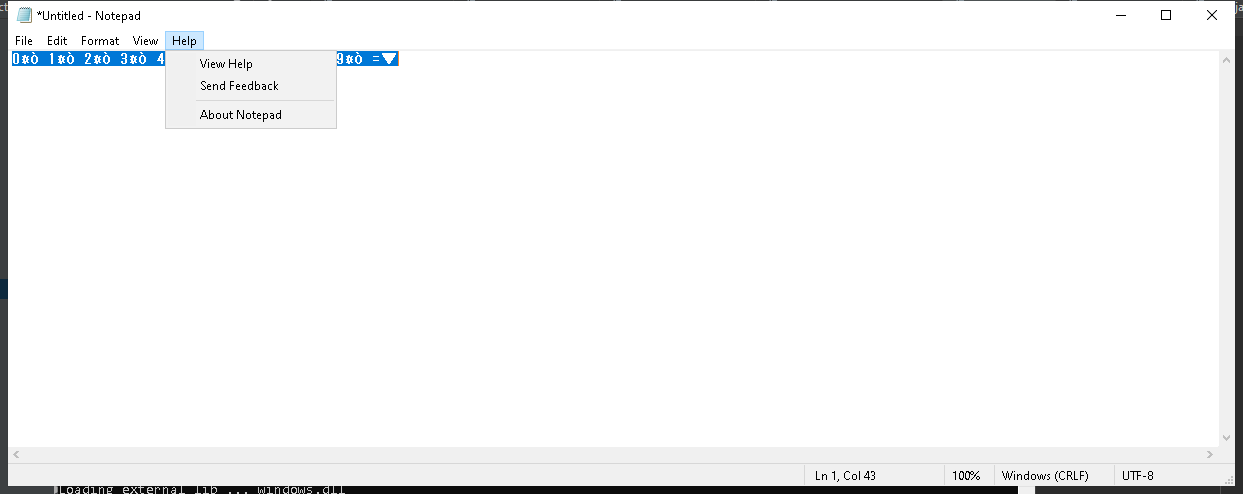 *Untitled - Notepad
File Edit Format View Help
0¤ò 1¤ò 2¤ò 3¤ò 4 9¤ò =▼
View Help
Send Feedback
About Notepad
Ln 1, Col 43 100% Windows (CRLF) UTF-8
Loading external lib ... windows.dll